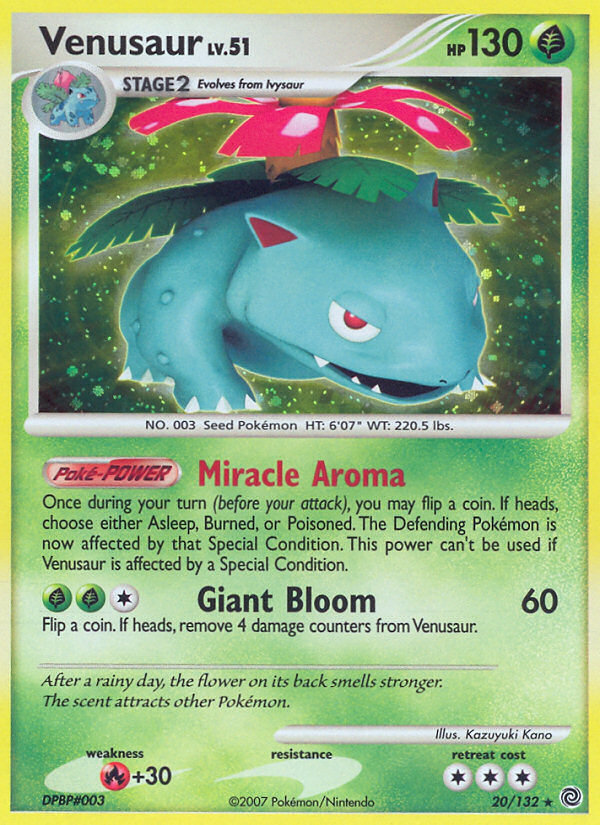 Venusaur LV.51 HP 130
STAGE2 Evolves from Ivysaur
NO. 003 Seed Pokémon HT: 6'07" WT: 220.5 lbs.
Poké-POWER Miracle Aroma
Once during your turn (before your attack), you may flip a coin. If heads,
choose either Asleep, Burned, or Poisoned. The Defending Pokémon is
now affected by that Special Condition. This power can't be used if
Venusaur is affected by a Special Condition.
Giant Bloom 60
Flip a coin. If heads, remove 4 damage counters from Venusaur.
After a rainy day, the flower on its back smells stronger.
The scent attracts other Pokémon.
Illus. Kazuyuki Kano
weakness resistance retreat cost
+30
DPBP#003 ©2007 Pokémon/Nintendo 20/132 ★